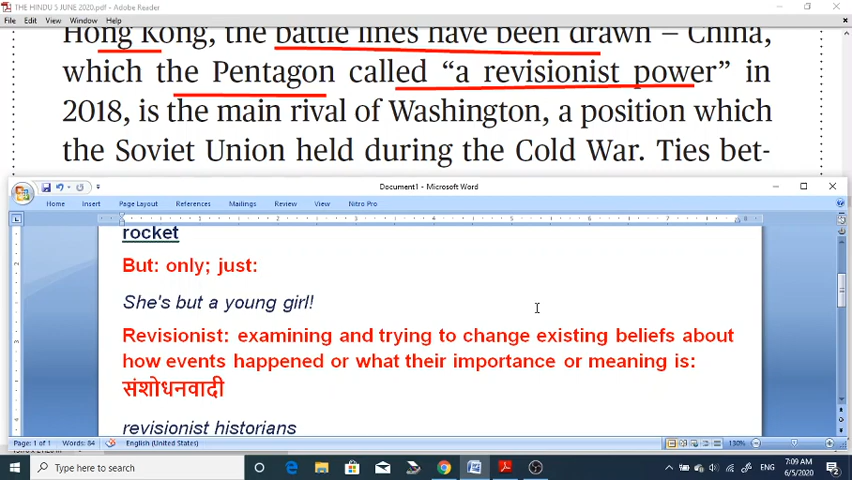 THE HINDU 5 JUNE 2020.pdf - Adobe Reader
File Edit View Window Help
Hong Kong, the battle lines have been drawn – China,
which the Pentagon called “a revisionist power” in
2018, is the main rival of Washington, a position which
the Soviet Union held during the Cold War. Ties bet-
Document1 - Microsoft Word
Home Insert Page Layout References Mailings Review View Nitro Pro
rocket
But: only; just:
She's but a young girl!
Revisionist: examining and trying to change existing beliefs about
how events happened or what their importance or meaning is:
संशोधनवादी
revisionist historians
Page: 1 of 1 Words: 84 English (United States) 130%
Type here to search
ENG
7:09 AM
6/5/2020